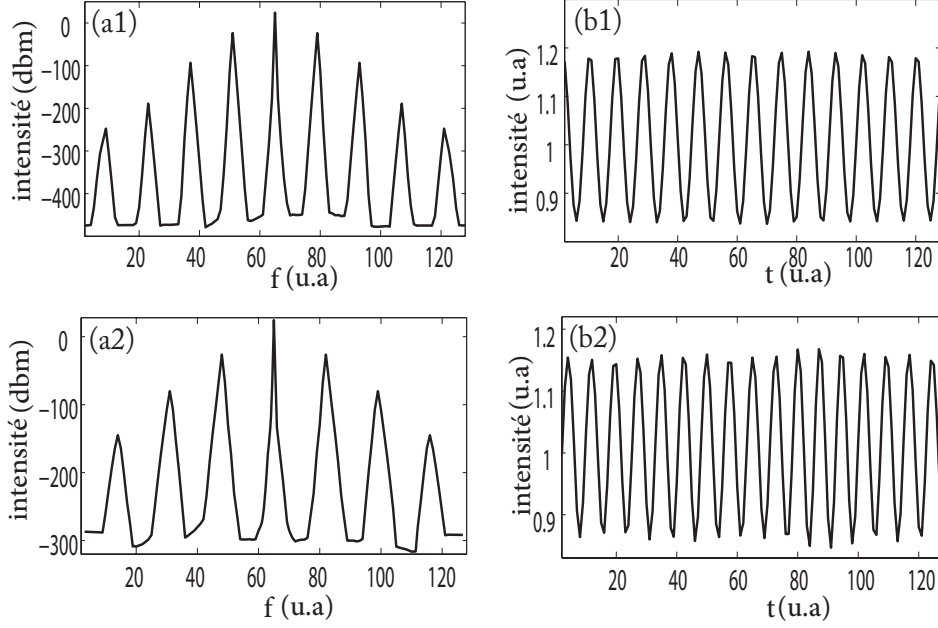 (a1)
intensité (dbm)
0
−100
−200
−300
−400
20 40 60 80 100 120
f (u.a)
(b1)
intensité (u.a)
1.2
1.1
1
0.9
20 40 60 80 100 120
t (u.a)
(a2)
intensité (dbm)
0
−100
−200
−300
20 40 60 80 100 120
f (u.a)
(b2)
intensité (u.a)
1.2
1.1
1
0.9
20 40 60 80 100 120
t (u.a)